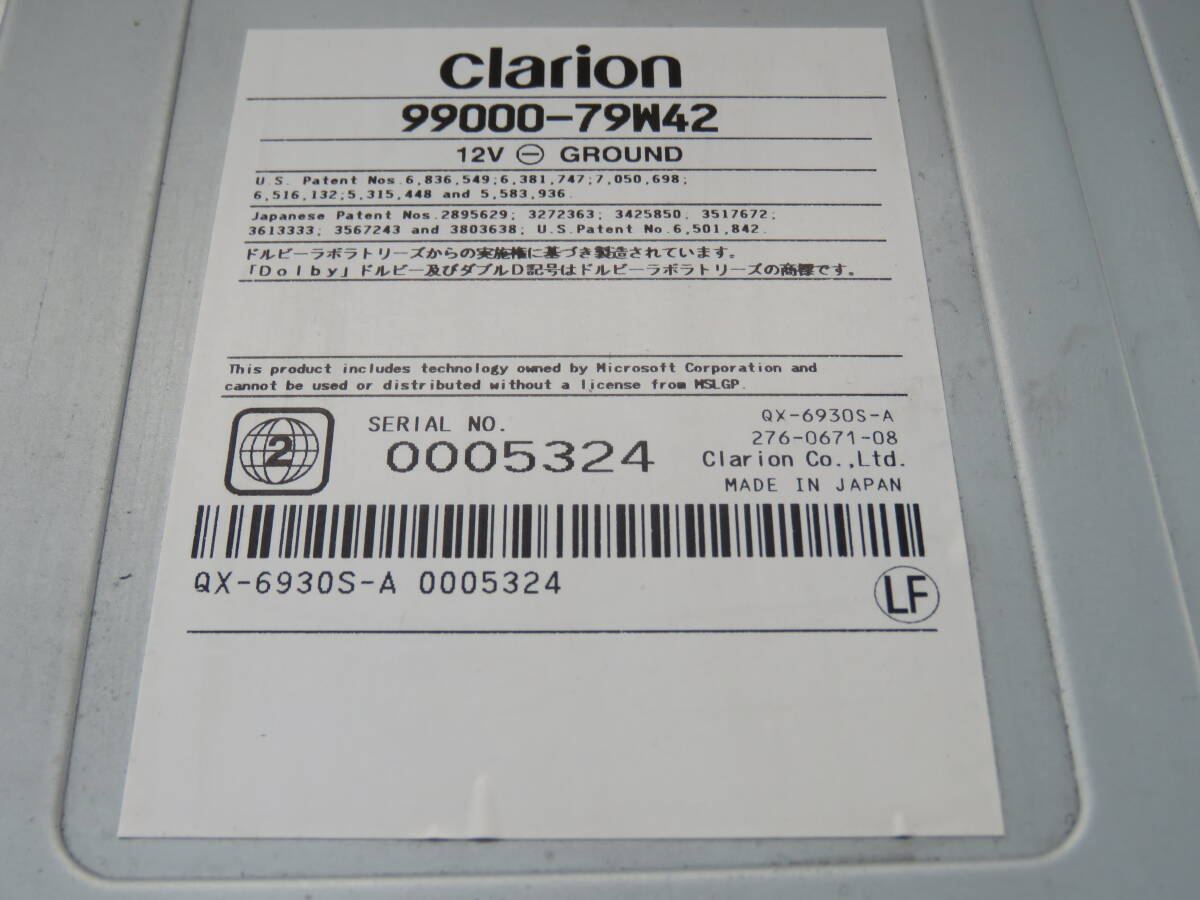 clarion
99000-79W42
12V ⊖ GROUND
U.S. Patent Nos.6,836,549;6,381,747;7,050,698;
6,516,132;5,315,448 and 5,583,936.
Japanese Patent Nos.2895629; 3272363; 3425850; 3517672;
3613333; 3567243 and 3803638; U.S.Patent No.6,501,842.
ドルビーラボラトリーズからの実施権に基づき製造されています。
「Dolby」ドルビー及びダブルD記号はドルビーラボラトリーズの商標です。
This product includes technology owned by Microsoft Corporation and
cannot be used or distributed without a license from MSLGP.
2
SERIAL NO.
0005324
QX-6930S-A
276-0671-08
Clarion Co.,Ltd.
MADE IN JAPAN
QX-6930S-A 0005324
LF